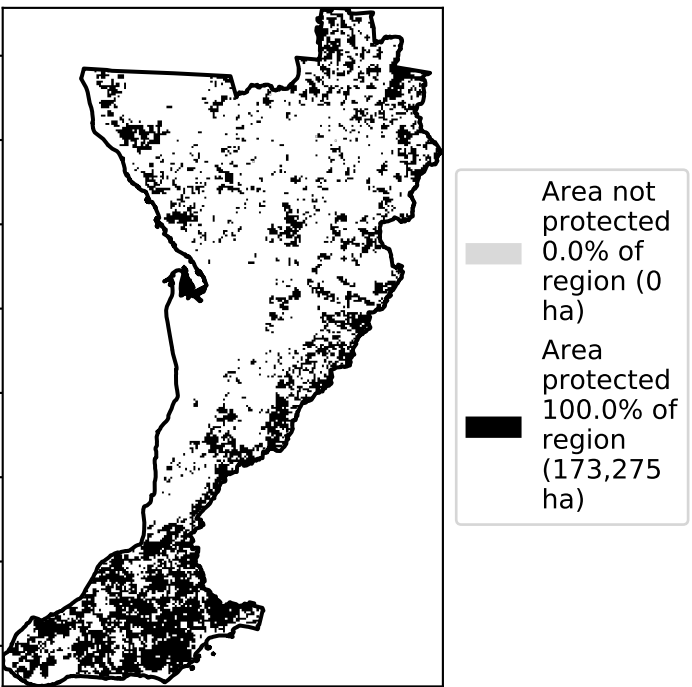 Area not
protected
0.0% of
region (0
ha)
Area
protected
100.0% of
region
(173,275
ha)